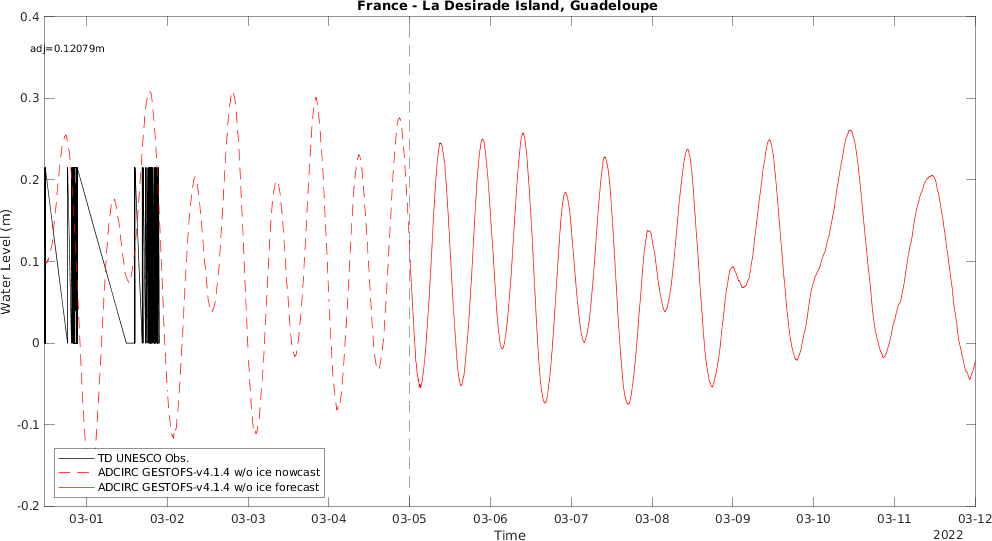 France - La Desirade Island, Guadeloupe
0.4
adj=0.12079m
0.3
0.2
0.1
0
-0.1
-0.2
Water Level (m)
TD UNESCO Obs.
ADCIRC GESTOFS-v4.1.4 w/o ice nowcast
ADCIRC GESTOFS-v4.1.4 w/o ice forecast
03-01 03-02 03-03 03-04 03-05 03-06 03-07 03-08 03-09 03-10 03-11 03-12
Time
2022